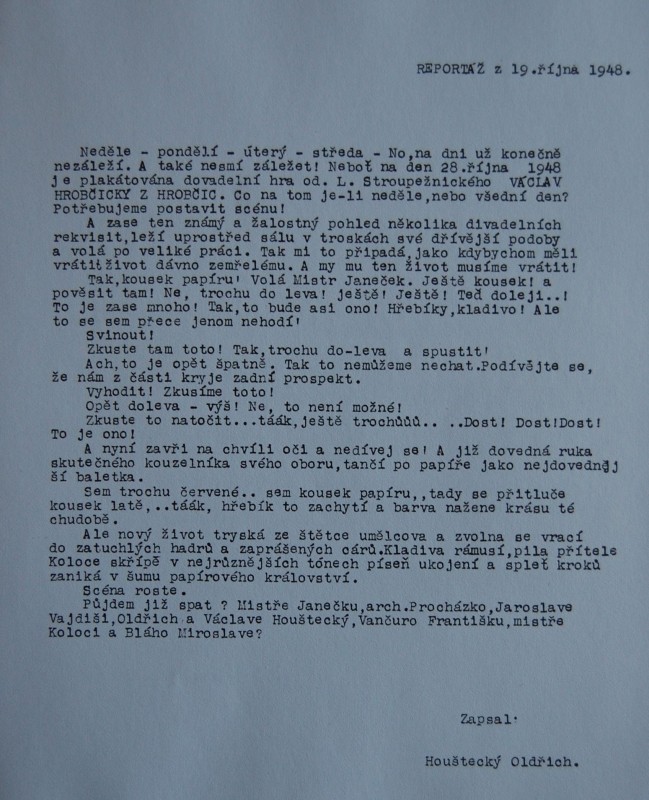 REPORTÁŽ z 19.října 1948.
Neděle - pondělí - úterý - středa - No,na dni už konečně
nezáleží. A také nesmí záležet! Neboť na den 28.října 1948
je plakátována dovadelní hra od. L. Stroupežnického VÁCLAV
HROBČICKÝ Z HROBČIC. Co na tom je-li neděle,nebo všední den?
Potřebujeme postavit scénu!
A zase ten známý a žalostný pohled několika divadelních
rekvisit,leží uprostřed sálu v troskách své dřívější podoby
a volá po veliké práci. Tak mi to připadá,jako kdybychom měli
vrátit život dávno zemřelému. A my mu ten život musíme vrátit!
Tak,kousek papíru! Volá Mistr Janeček. Ještě kousek! a
pověsit tam! Ne, trochu do leva! ještě! Ještě! Teď doleji..!
To je zase mnoho! Tak,to bude asi ono! Hřebíky,kladivo! Ale
to se sem přece jenom nehodí!
Svinout!
Zkuste tam toto! Tak,trochu do-leva a spustit!
Ach,to je opět špatně. Tak to nemůžeme nechat.Podívějte se,
že nám z části kryje zadní prospekt.
Vyhodit! Zkusíme toto!
Opět doleva - výš! Ne, to není možné!
Zkuste to natočit...táák,ještě trochůůů.. ..Dost! Dost!Dost!
To je ono!
A nyní zavři na chvíli oči a nedívej se! A již dovedná ruka
skutečného kouzelníka svého oboru,tančí po papíře jako nejdovedněj
ší baletka.
Sem trochu červené.. sem kousek papíru,,tady se přitluče
kousek latě,..táák, hřebík to zachytí a barva nažene krásu té
chudobě.
Ale nový život tryská ze štětce umělcova a zvolna se vrací
do zatuchlých hadrů a zaprášených cárů.Kladiva rámusí,pila přítele
Koloce skřípě v nejrůznějších tónech píseň ukojení a spleť kroků
zaniká v šumu papírového království.
Scéna roste.
Půjdem již spat ? Mistře Janečku,arch.Procházko,Jaroslave
Vajdiši,Oldřich a Václave Houštecký,Vančuro Františku,mistře
Koloci a Bláho Miroslave?
Zapsal.
Houštecký Oldřich.